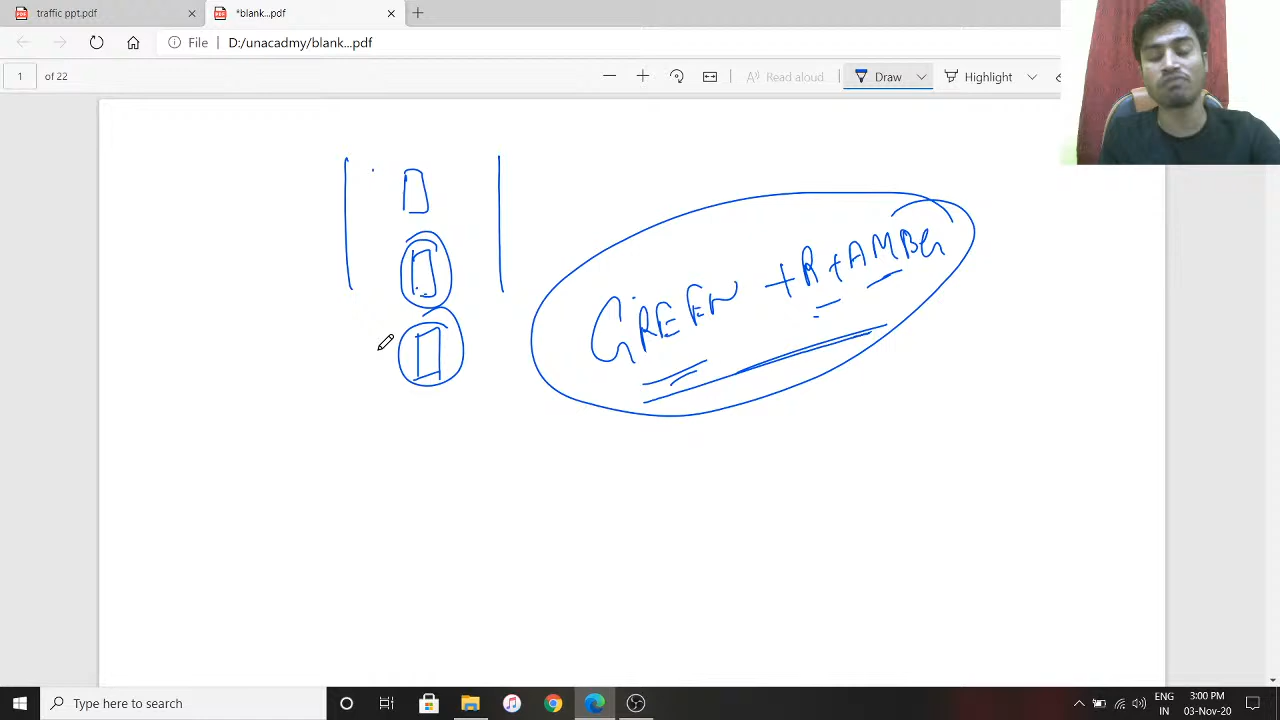 traffic ppt.pdf
*blank...pdf
File
D:/unacadmy/blank...pdf
1 of 22
Read aloud
Draw
Highlight
GREEN +R+AMBER
Type here to search
ENG
IN
3:00 PM
03-Nov-20